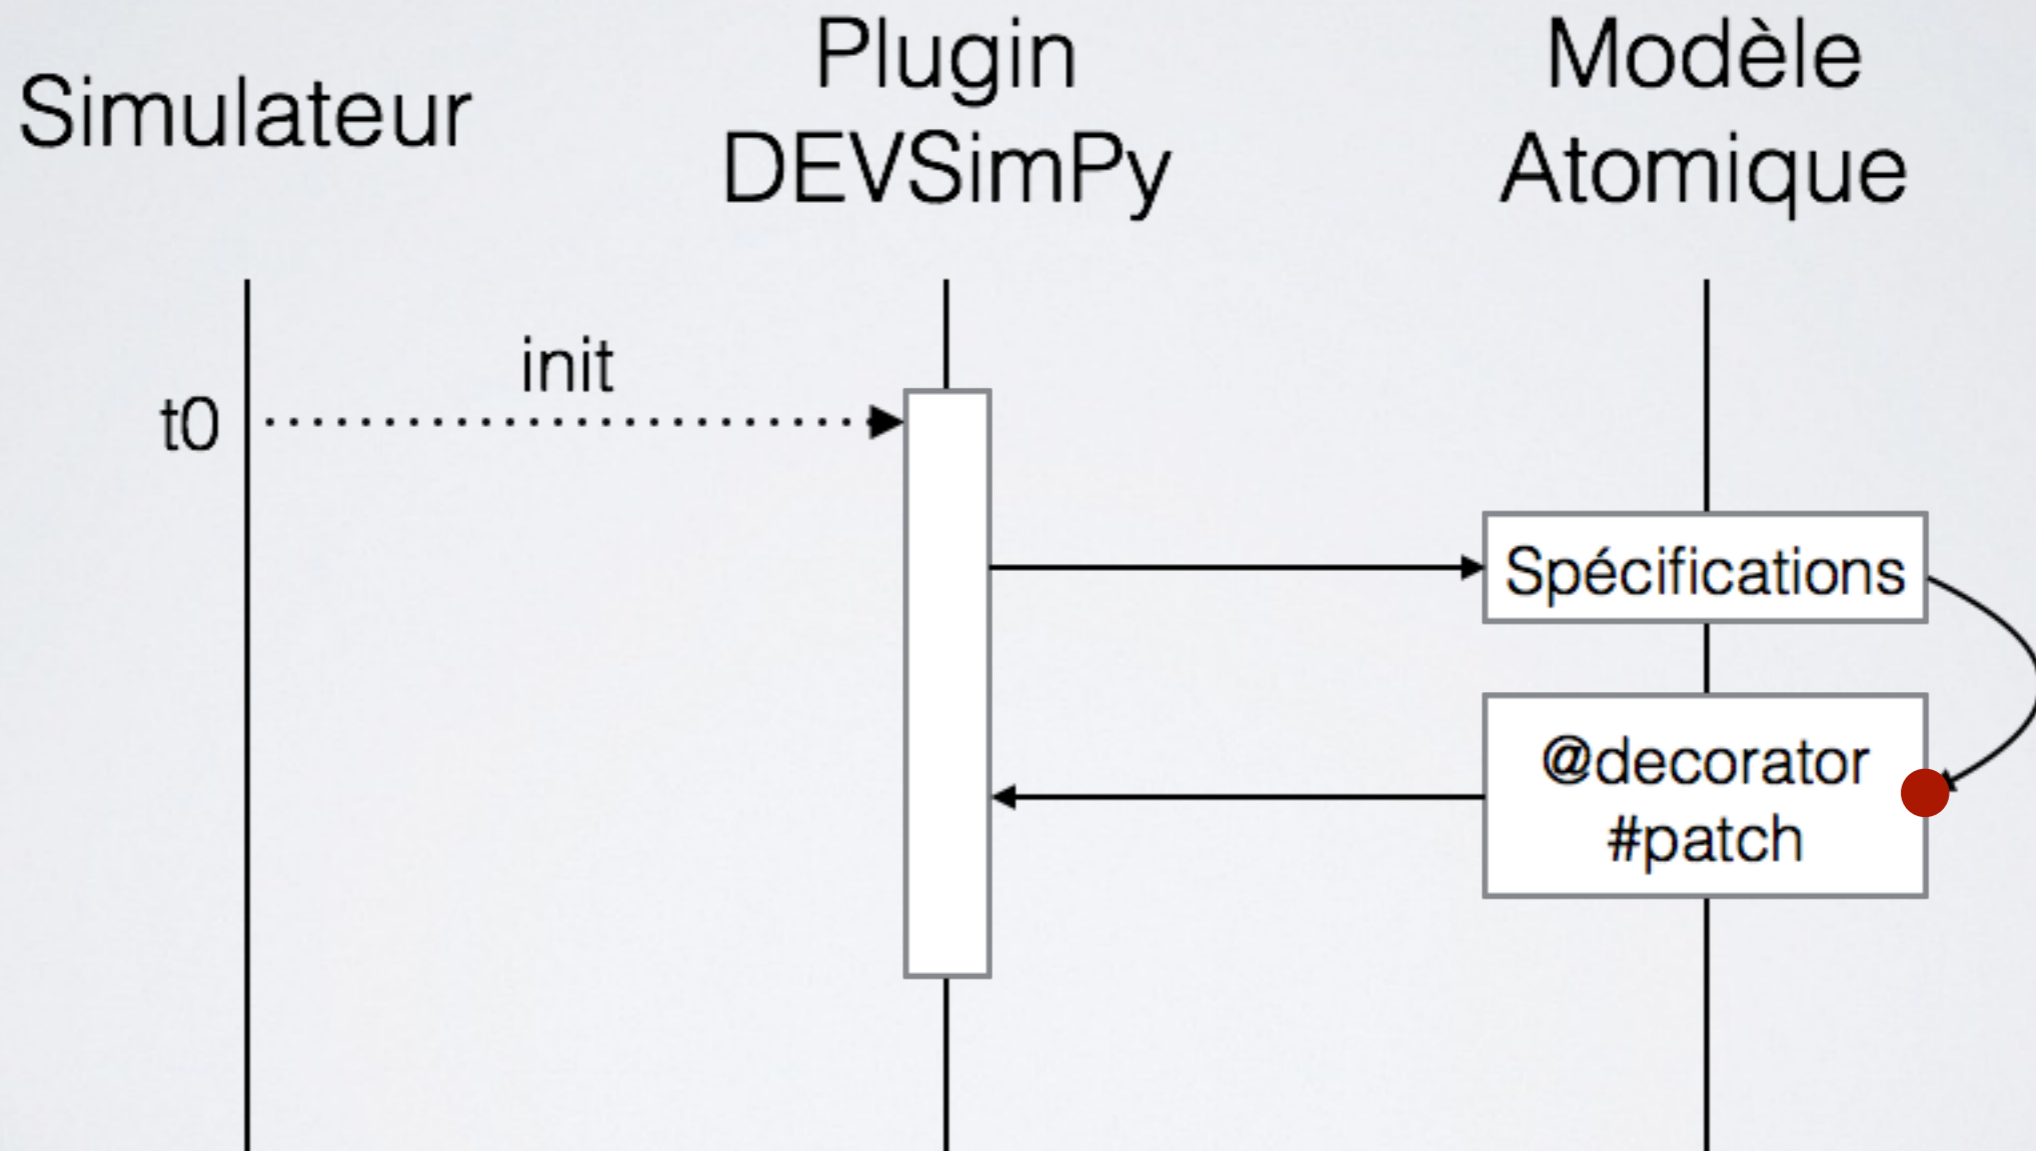 Simulateur
Plugin
DEVSimPy
Modèle
Atomique
init
t0
Spécifications
@decorator
#patch